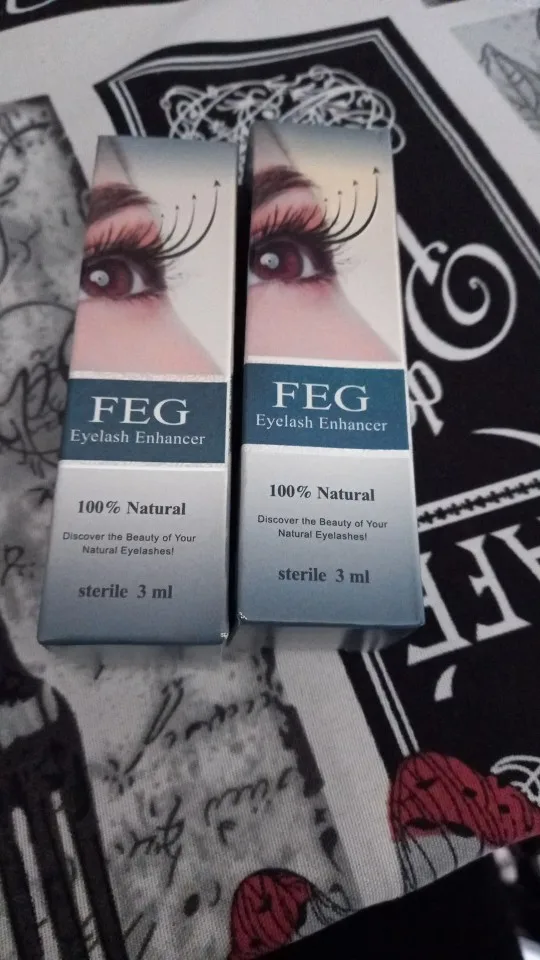 FEG
Eyelash Enhancer
100% Natural
Discover the Beauty of Your
Natural Eyelashes!
sterile 3 ml
FEG
Eyelash Enhancer
100% Natural
Discover the Beauty of Your
Natural Eyelashes!
sterile 3 ml